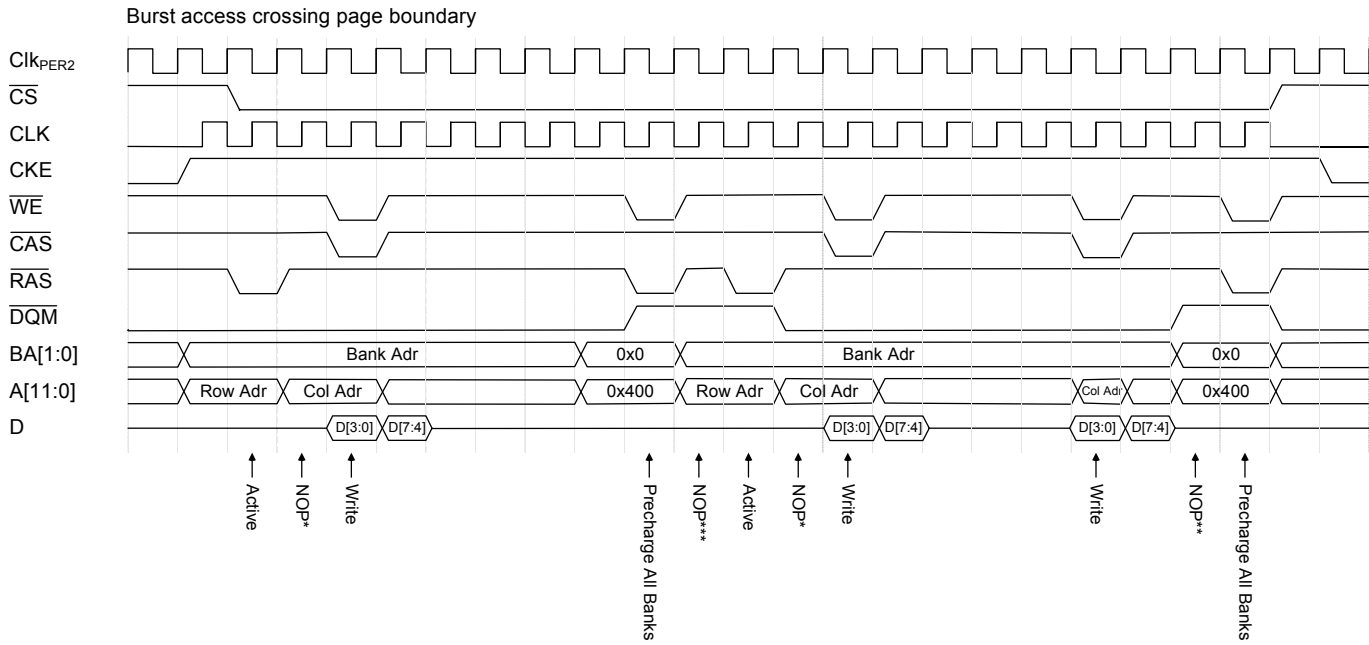 Burst access crossing page boundary
ClkPER2
CS
CLK
CKE
WE
CAS
RAS
DQM
BA[1:0] Bank Adr 0x0 Bank Adr 0x0
A[11:0] Row Adr Col Adr 0x400 Row Adr Col Adr Col Adr 0x400
D D[3:0] D[7:4] D[3:0] D[7:4] D[3:0] D[7:4]
Active
NOP*
Write
Precharge All Banks
NOP***
Active
NOP*
Write
Write
NOP**
Precharge All Banks